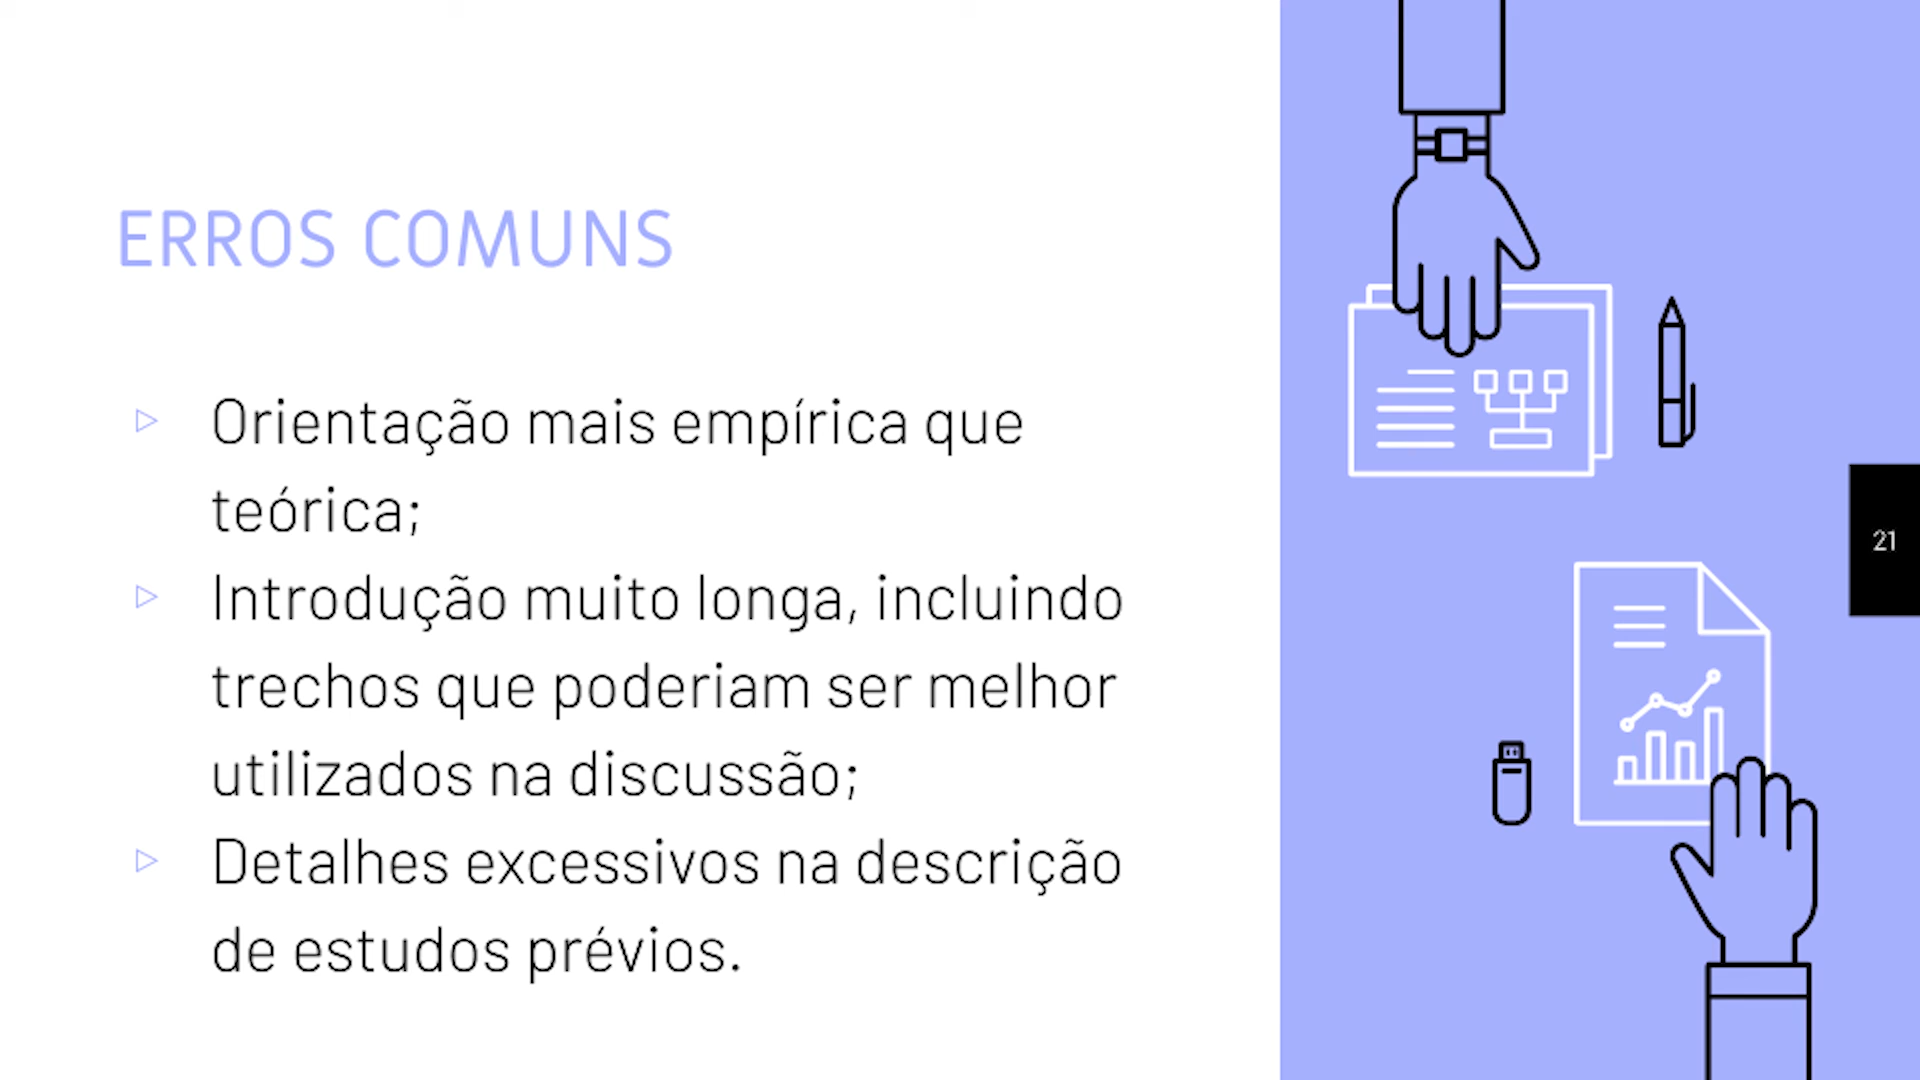 ERROS COMUNS
▷ Orientação mais empírica que
teórica;
▷ Introdução muito longa, incluindo
trechos que poderiam ser melhor
utilizados na discussão;
▷ Detalhes excessivos na descrição
de estudos prévios.
21